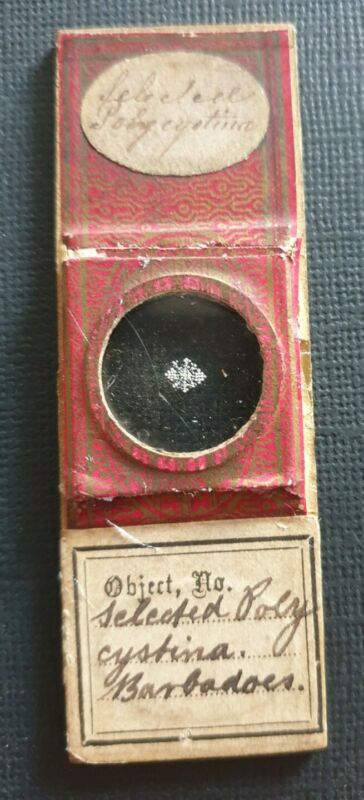 Selected
Polycystina
Object, No.
Selected Poly
cystina.
Barbadoes.